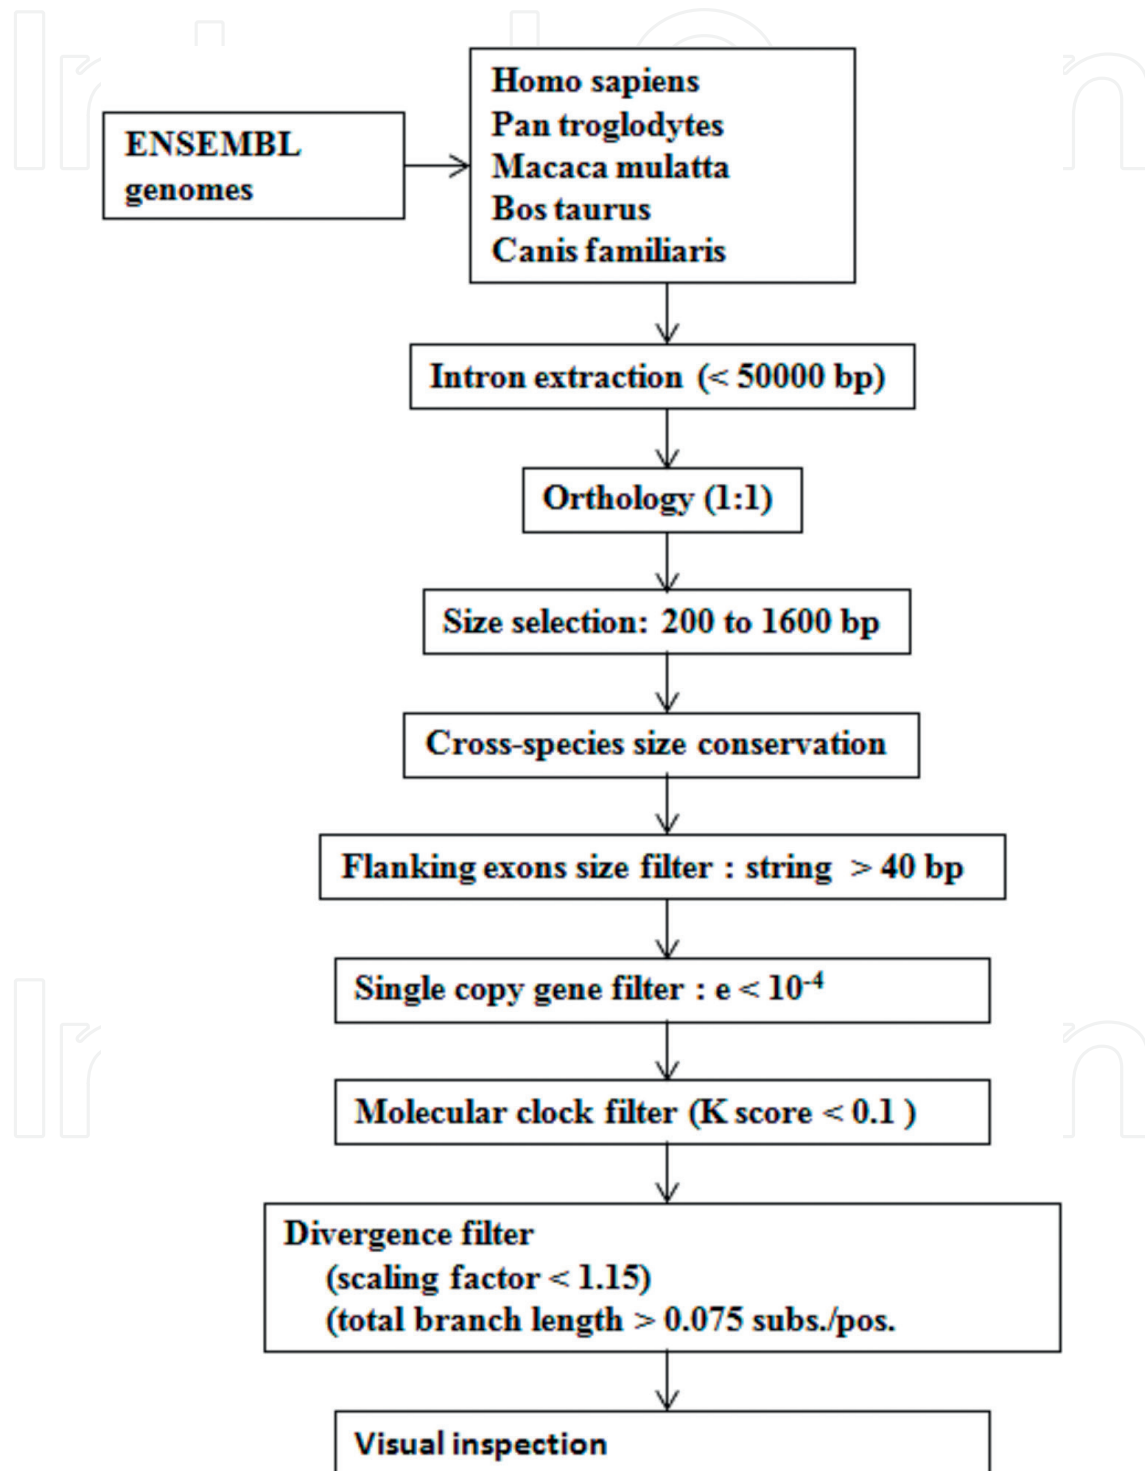 ENSEMBL
genomes
Homo sapiens
Pan troglodytes
Macaca mulatta
Bos taurus
Canis familiaris
Intron extraction (< 50000 bp)
Orthology (1:1)
Size selection: 200 to 1600 bp
Cross-species size conservation
Flanking exons size filter : string > 40 bp
Single copy gene filter : e < 10⁻⁴
Molecular clock filter (K score < 0.1 )
Divergence filter
(scaling factor < 1.15)
(total branch length > 0.075 subs./pos.
Visual inspection